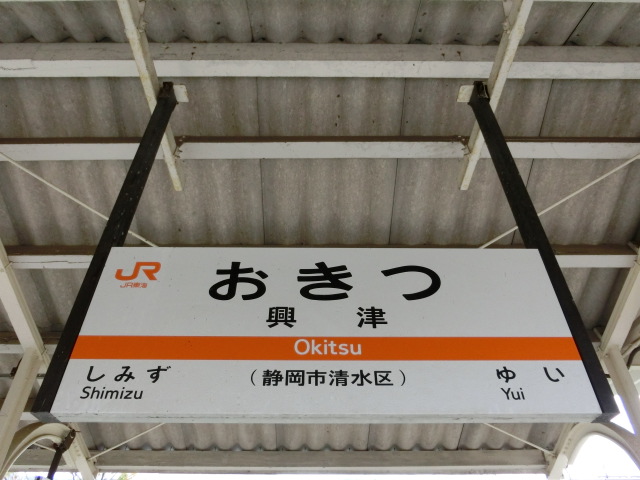 JR
JR東海
おきつ
興津
Okitsu
しみず
Shimizu
(静岡市清水区)
ゆい
Yui